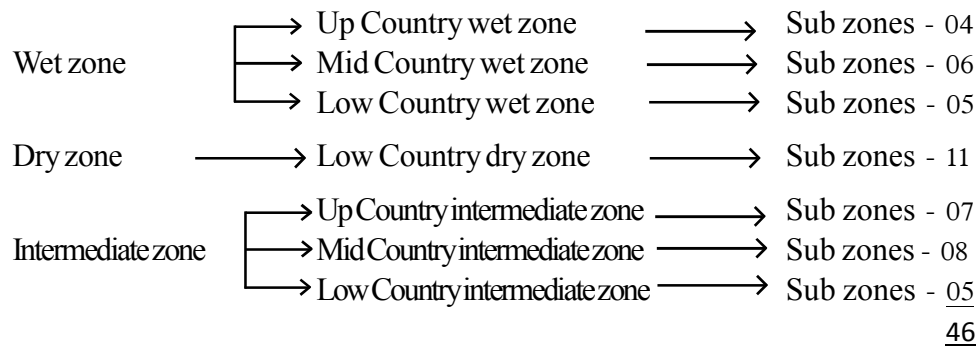 Up Country wet zone Sub zones - 04
Wet zone Mid Country wet zone Sub zones - 06
Low Country wet zone Sub zones - 05
Dry zone Low Country dry zone Sub zones - 11
Up Country intermediate zone Sub zones - 07
Intermediate zone Mid Country intermediate zone Sub zones - 08
Low Country intermediate zone Sub zones - 05
46